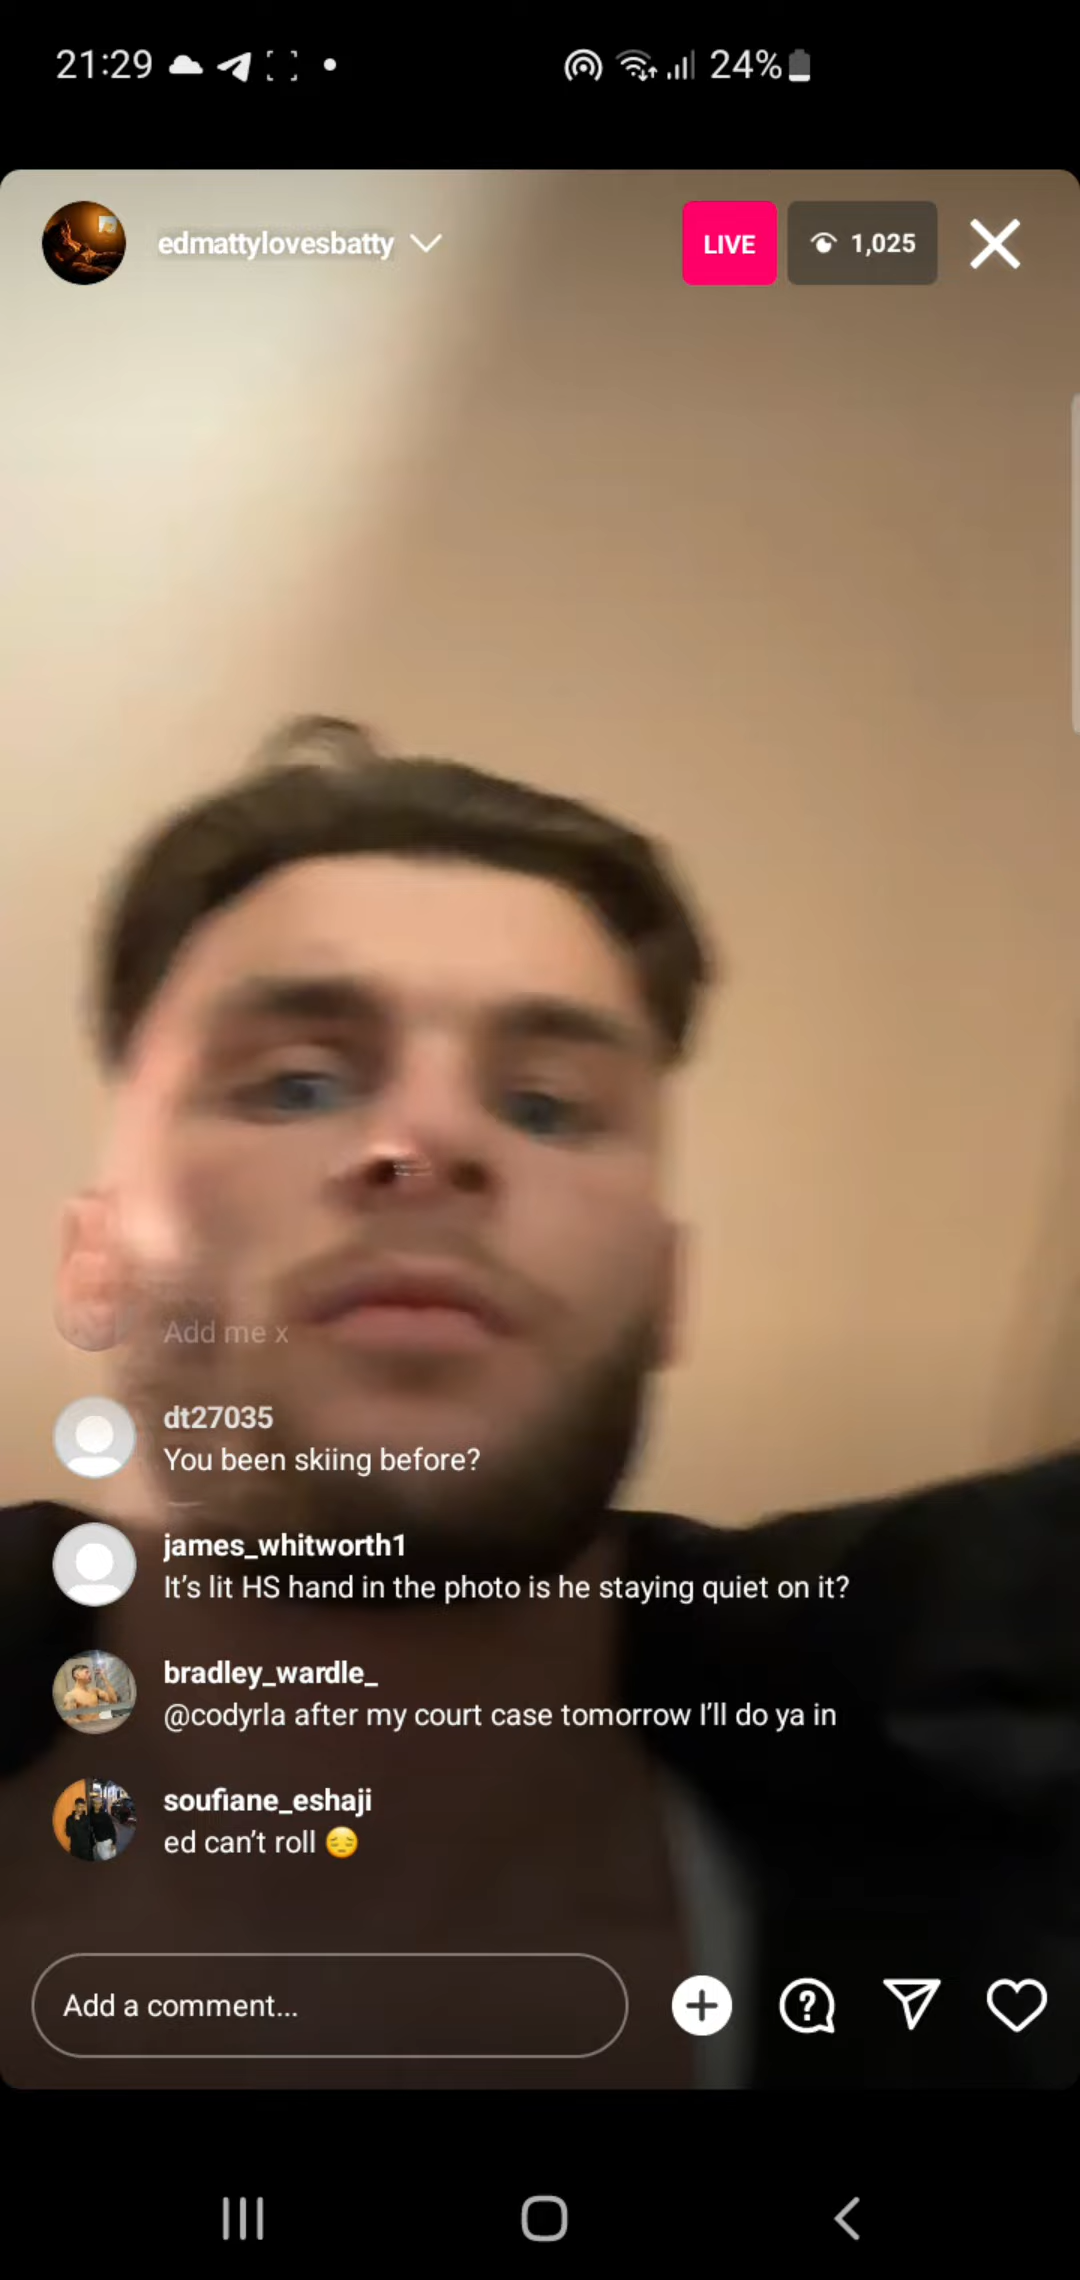 21:29
24%
edmattylovesbatty
LIVE
1,025
Add me x
dt27035
You been skiing before?
james_whitworth1
It’s lit HS hand in the photo is he staying quiet on it?
bradley_wardle_
@codyrla after my court case tomorrow I’ll do ya in
soufiane_eshaji
ed can’t roll 😔
Add a comment...